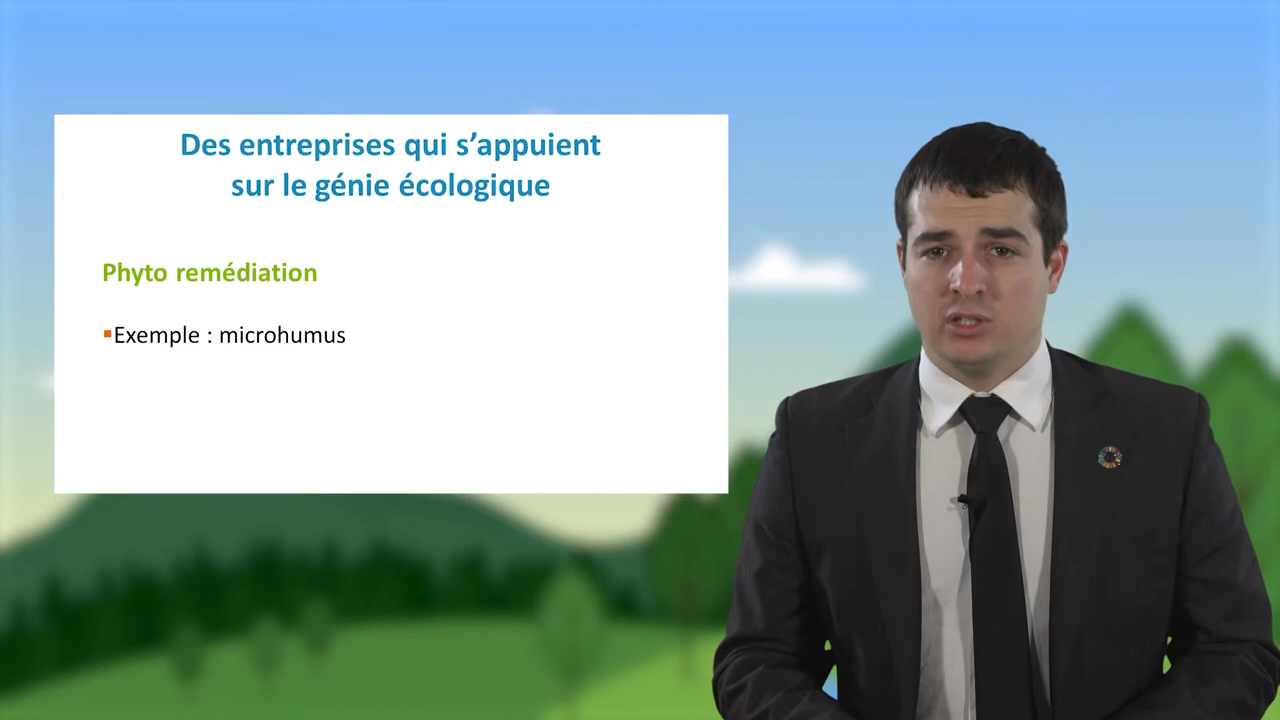 Des entreprises qui s’appuient
sur le génie écologique
Phyto remédiation
▪Exemple : microhumus